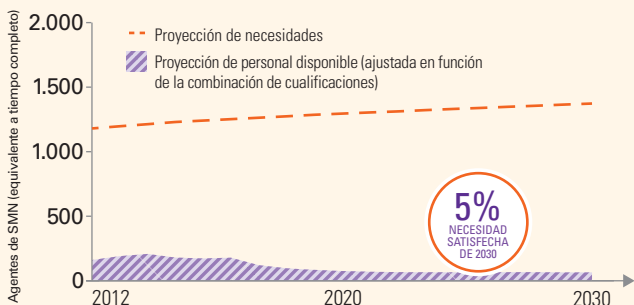 Agentes de SMN (equivalente a tiempo completo)
2.000
Proyección de necesidades
Proyección de personal disponible (ajustada en función
de la combinación de cualificaciones)
1.500
1.000
500
0
5%
NECESIDAD
SATISFECHA
DE 2030
2012
2020
2030